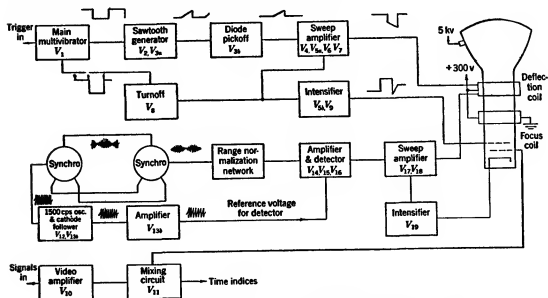 Trigger in
Main multivibrator V1
Sawtooth generator V2, V3a
Diode pickoff V3b
Sweep amplifier V4, V5a, V6 V7
5 kv
+300 v
Deflection coil
Focus coil
Turnoff V8
Intensifier V5b V9
Synchro
Synchro
Range normalization network
Amplifier & detector V14, V15, V16
Sweep amplifier V17, V18
1500 cps osc. & cathode follower V12, V13a
Amplifier V13b
Reference voltage for detector
Intensifier V19
Signals in
Video amplifier V10
Mixing circuit V11
Time indices